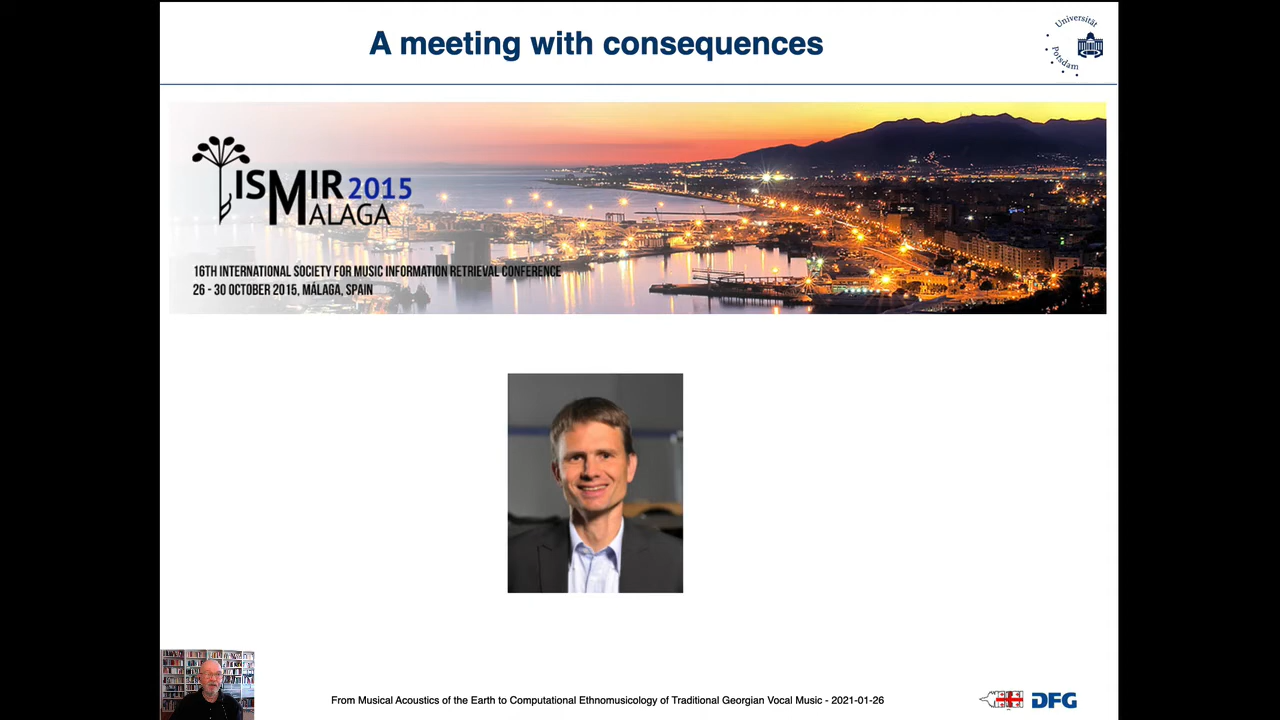 A meeting with consequences
Universität
Potsdam
ISMIR 2015
MALAGA
16TH INTERNATIONAL SOCIETY FOR MUSIC INFORMATION RETRIEVAL CONFERENCE
26 - 30 OCTOBER 2015, MÁLAGA, SPAIN
From Musical Acoustics of the Earth to Computational Ethnomusicology of Traditional Georgian Vocal Music - 2021-01-26
DFG